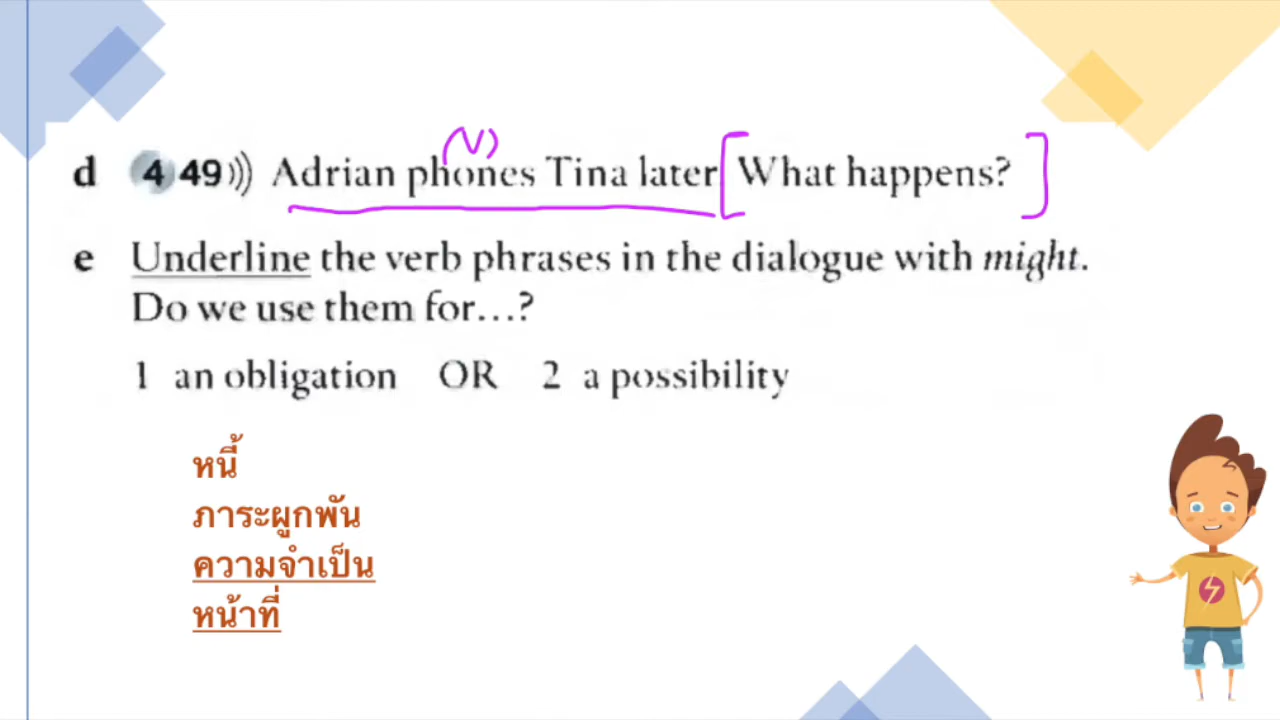 (V)
d 4 49 Adrian phones Tina later What happens?
e Underline the verb phrases in the dialogue with might.
Do we use them for...?
1 an obligation OR 2 a possibility
หนี้
ภาระผูกพัน
ความจำเป็น
หน้าที่